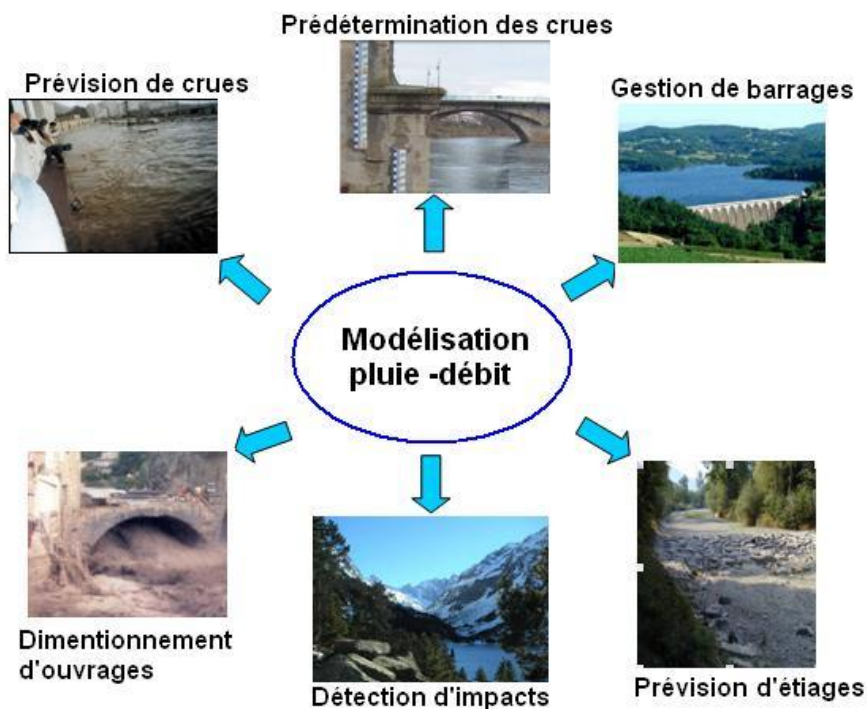 Prédétermination des crues
Prévision de crues
Gestion de barrages
Modélisation
pluie -débit
Dimentionnement
d'ouvrages
Détection d'impacts
Prévision d'étiages